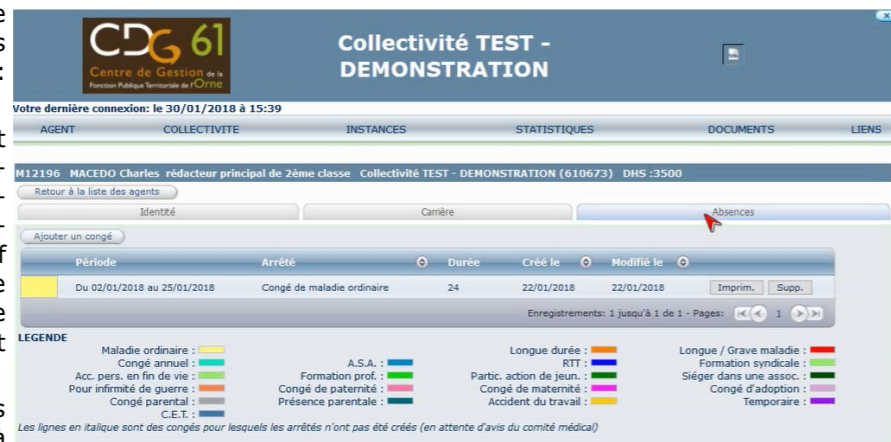 CDG 61
Centre de Gestion de la
Fonction Publique Territoriale de l'Orne
Collectivité TEST -
DEMONSTRATION
Votre dernière connexion: le 30/01/2018 à 15:39
AGENT COLLECTIVITE INSTANCES STATISTIQUES DOCUMENTS LIENS
M12196 MACEDO Charles rédacteur principal de 2ème classe Collectivité TEST - DEMONSTRATION (610673) DHS :3500
Retour à la liste des agents
Identité Carrière Absences
Ajouter un congé
Période Arrêté Durée Créé le Modifié le
Du 02/01/2018 au 25/01/2018 Congé de maladie ordinaire 24 22/01/2018 22/01/2018 Imprim. Supp.
Enregistrements: 1 jusqu'à 1 de 1 - Pages: 1
LEGENDE
Maladie ordinaire : Longue durée : Longue / Grave maladie :
Congé annuel : A.S.A. : RTT : Formation syndicale :
Acc. pers. en fin de vie : Formation prof. : Partic. action de jeun. : Siéger dans une assoc. :
Pour infirmité de guerre : Congé de paternité : Congé de maternité : Congé d'adoption :
Congé parental : Présence parentale : Accident du travail : Temporaire :
C.E.T. :
Les lignes en italique sont des congés pour lesquels les arrêtés n'ont pas été créés (en attente d'avis du comité médical)